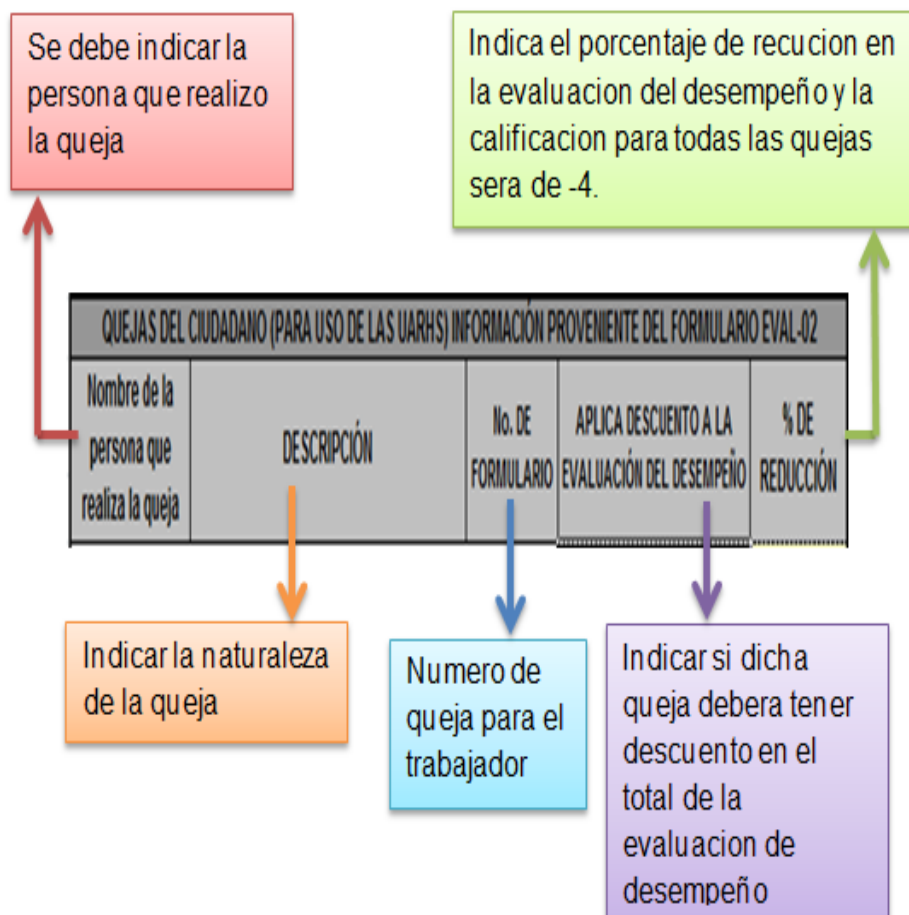 Se debe indicar la
persona que realizo
la queja
Indica el porcentaje de recucion en
la evaluacion del desempeño y la
calificacion para todas las quejas
sera de -4.
QUEJAS DEL CIUDADANO (PARA USO DE LAS UARHS) INFORMACIÓN PROVENIENTE DEL FORMULARIO EVAL-02
Nombre de la
persona que
realiza la queja
DESCRIPCIÓN
No. DE
FORMULARIO
APLICA DESCUENTO A LA
EVALUACIÓN DEL DESEMPEÑO
% DE
REDUCCIÓN
Indicar la naturaleza
de la queja
Numero de
queja para el
trabajador
Indicar si dicha
queja debera tener
descuento en el
total de la
evaluacion de
desempeño